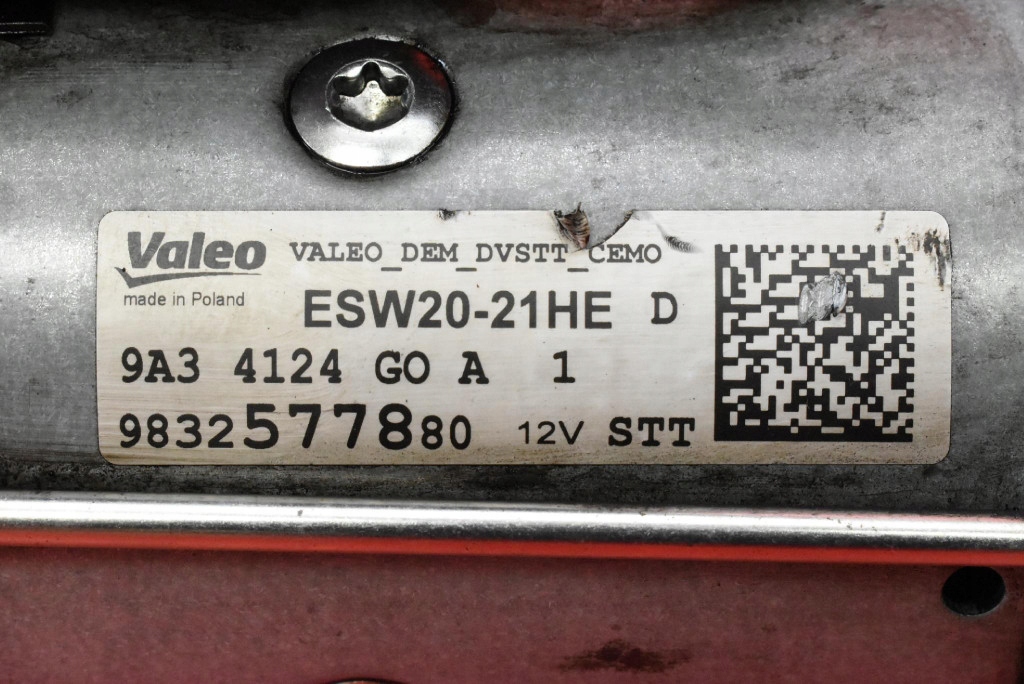 Valeo VALEO_DEM_DVSTT_CEMO
made in Poland ESW20-21HE D
9A3 4124 GO A 1
9832577880 12V STT